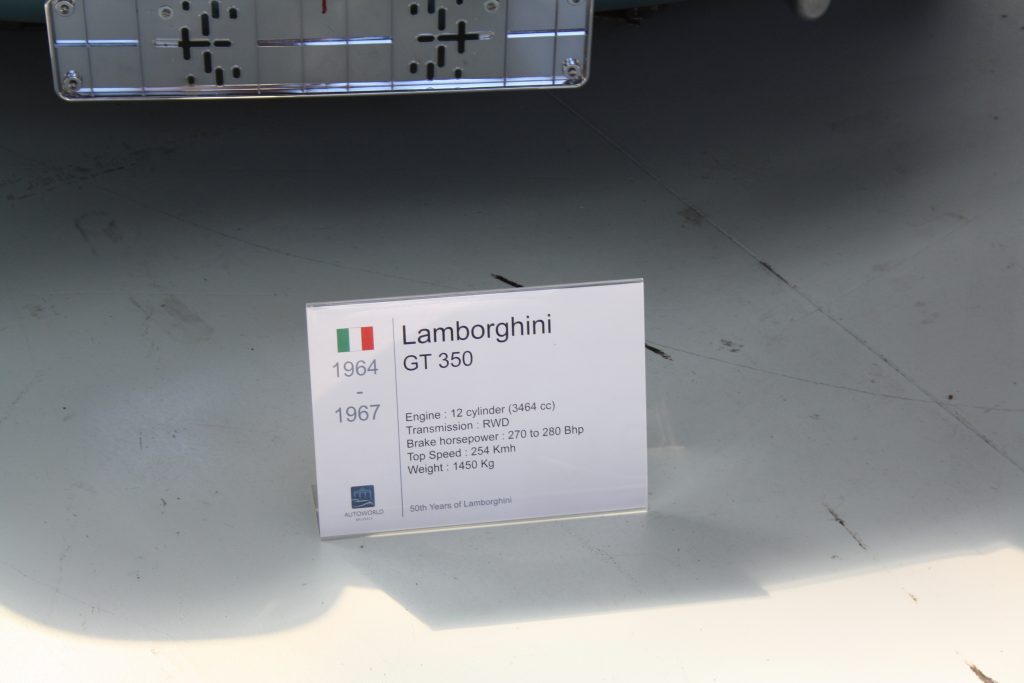 Lamborghini
GT 350
1964
-
1967
Engine : 12 cylinder (3464 cc)
Transmission : RWD
Brake horsepower : 270 to 280 Bhp
Top Speed : 254 Kmh
Weight : 1450 Kg
AUTOWORLD
BRUSSELS
50th Years of Lamborghini